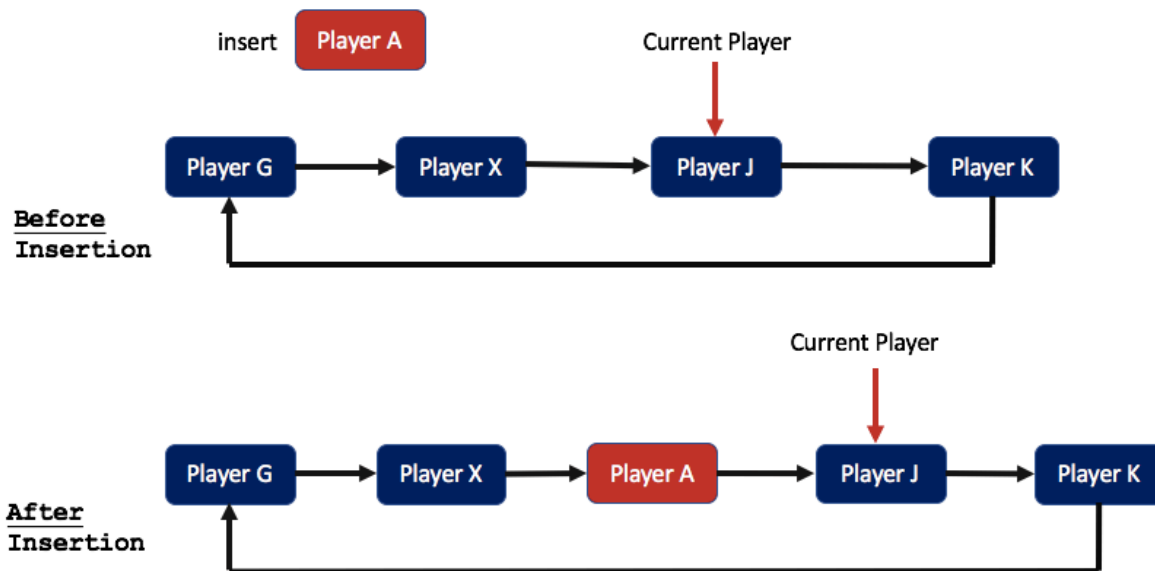 insert Player A
Current Player
Player G Player X Player J Player K
Before
Insertion
Current Player
Player G Player X Player A Player J Player K
After
Insertion